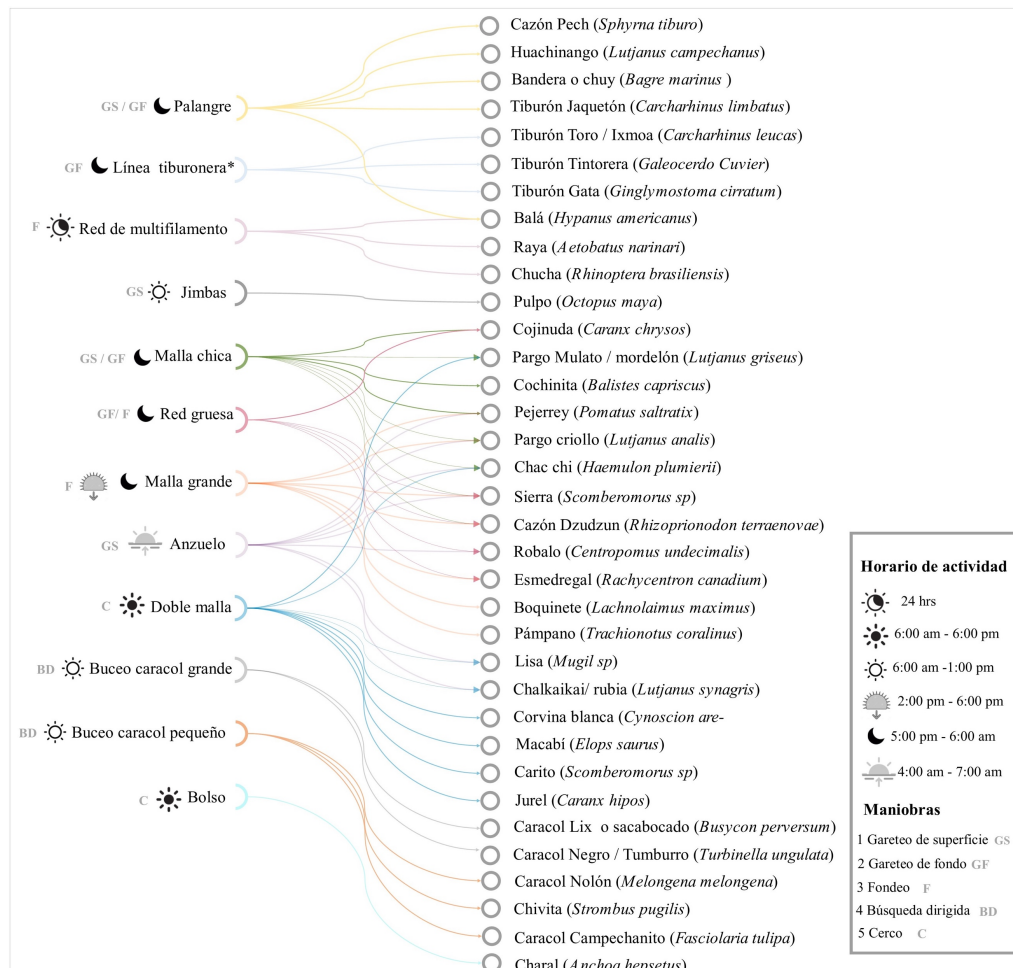 GS / GF Palangre
GF Línea tiburonera*
F Red de multifilamento
GS Jimbas
GS / GF Malla chica
GF/ F Red gruesa
F Malla grande
GS Anzuelo
C Doble malla
BD Buceo caracol grande
BD Buceo caracol pequeño
C Bolso
Cazón Pech (Sphyrna tiburo)
Huachinango (Lutjanus campechanus)
Bandera o chuy (Bagre marinus )
Tiburón Jaquetón (Carcharhinus limbatus)
Tiburón Toro / Ixmoa (Carcharhinus leucas)
Tiburón Tintorera (Galeocerdo Cuvier)
Tiburón Gata (Ginglymostoma cirratum)
Balá (Hypanus americanus)
Raya (Aetobatus narinari)
Chucha (Rhinoptera brasiliensis)
Pulpo (Octopus maya)
Cojinuda (Caranx chrysos)
Pargo Mulato / mordelón (Lutjanus griseus)
Cochinita (Balistes capriscus)
Pejerrey (Pomatus saltratix)
Pargo criollo (Lutjanus analis)
Chac chi (Haemulon plumierii)
Sierra (Scomberomorus sp)
Cazón Dzudzun (Rhizoprionodon terraenovae)
Robalo (Centropomus undecimalis)
Esmedregal (Rachycentron canadium)
Boquinete (Lachnolaimus maximus)
Pámpano (Trachionotus coralinus)
Lisa (Mugil sp)
Chalkaikai/ rubia (Lutjanus synagris)
Corvina blanca (Cynoscion are-
Macabí (Elops saurus)
Carito (Scomberomorus sp)
Jurel (Caranx hipos)
Caracol Lix o sacabocado (Busycon perversum)
Caracol Negro / Tumburro (Turbinella ungulata)
Caracol Nolón (Melongena melongena)
Chivita (Strombus pugilis)
Caracol Campechanito (Fasciolaria tulipa)
Charal (Anchoa hepsetus)
Horario de actividad
24 hrs
6:00 am - 6:00 pm
6:00 am -1:00 pm
2:00 pm - 6:00 pm
5:00 pm - 6:00 am
4:00 am - 7:00 am
Maniobras
1 Gareteo de superficie GS
2 Gareteo de fondo GF
3 Fondeo F
4 Búsqueda dirigida BD
5 Cerco C